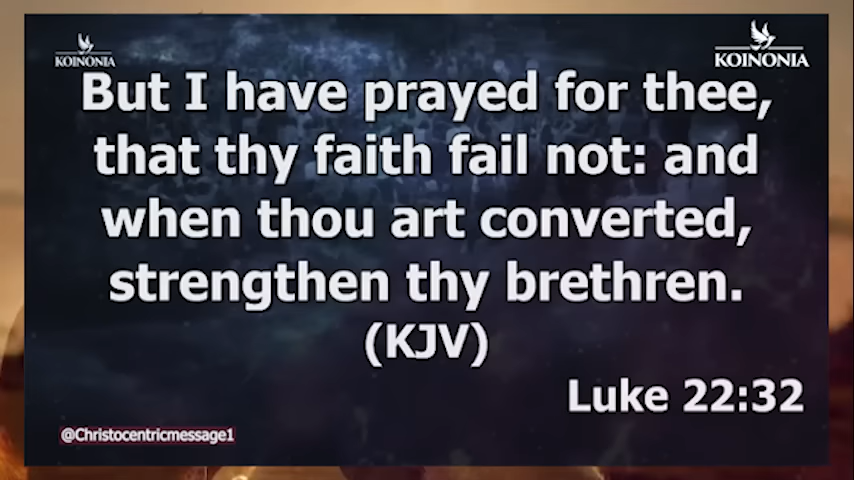 KOINONIA
KOINONIA
But I have prayed for thee,
that thy faith fail not: and
when thou art converted,
strengthen thy brethren.
(KJV)
Luke 22:32
@Christocentricmessage1